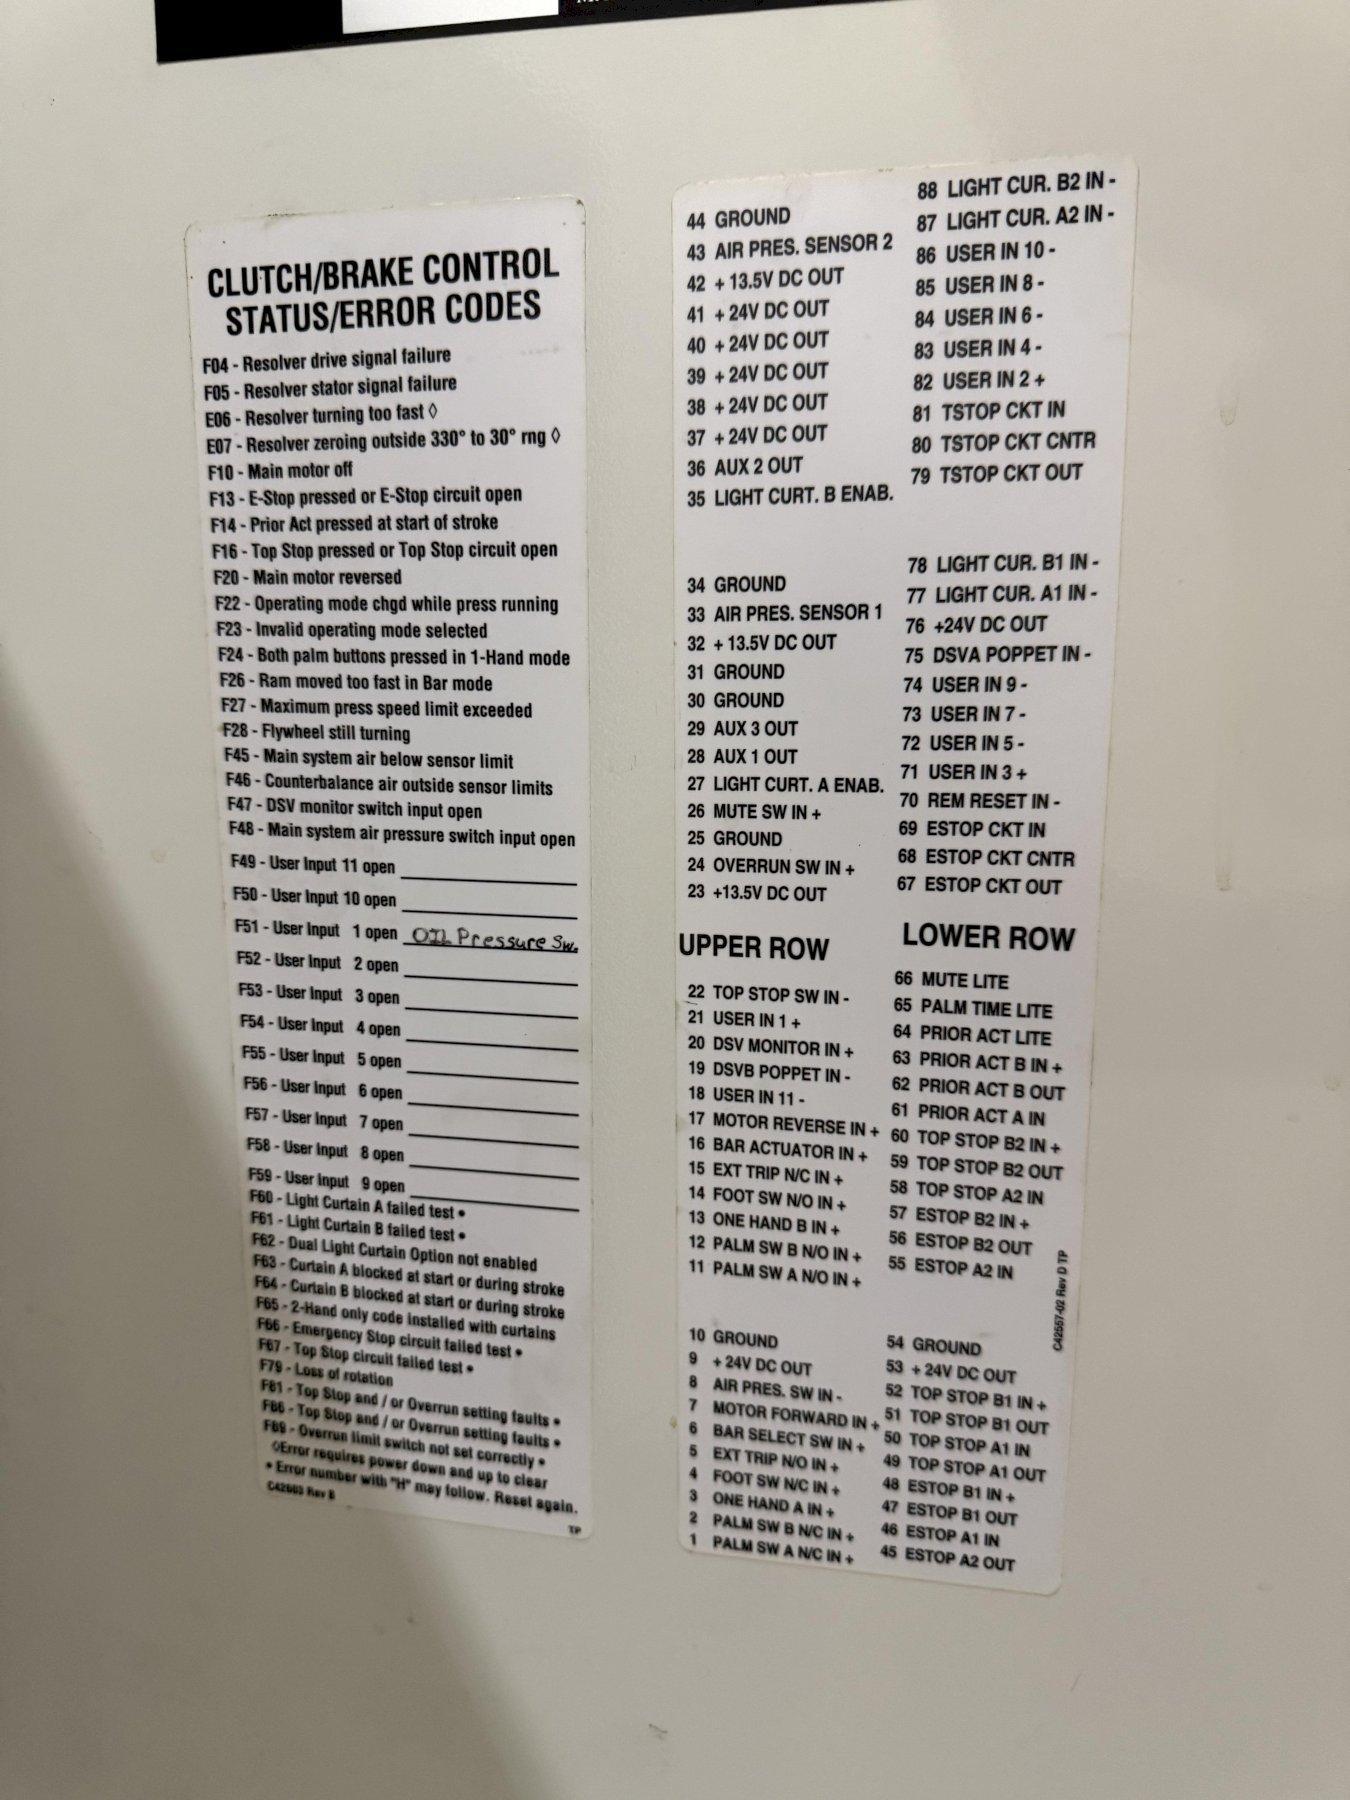 CLUTCH/BRAKE CONTROL
STATUS/ERROR CODES
F04 - Resolver drive signal failure
F05 - Resolver stator signal failure
E06 - Resolver turning too fast ◊
E07 - Resolver zeroing outside 330° to 30° rng ◊
F10 - Main motor off
F13 - E-Stop pressed or E-Stop circuit open
F14 - Prior Act pressed at start of stroke
F16 - Top Stop pressed or Top Stop circuit open
F20 - Main motor reversed
F22 - Operating mode chgd while press running
F23 - Invalid operating mode selected
F24 - Both palm buttons pressed in 1-Hand mode
F26 - Ram moved too fast in Bar mode
F27 - Maximum press speed limit exceeded
F28 - Flywheel still turning
F45 - Main system air below sensor limit
F46 - Counterbalance air outside sensor limits
F47 - DSV monitor switch input open
F48 - Main system air pressure switch input open
F49 - User Input 11 open
F50 - User Input 10 open
F51 - User Input 1 open OIL Pressure Sw.
F52 - User Input 2 open
F53 - User Input 3 open
F54 - User Input 4 open
F55 - User Input 5 open
F56 - User Input 6 open
F57 - User Input 7 open
F58 - User Input 8 open
F59 - User Input 9 open
F60 - Light Curtain A failed test •
F61 - Light Curtain B failed test •
F62 - Dual Light Curtain Option not enabled
F63 - Curtain A blocked at start or during stroke
F64 - Curtain B blocked at start or during stroke
F65 - 2-Hand only code installed with curtains
F66 - Emergency Stop circuit failed test •
F67 - Top Stop circuit failed test •
F79 - Loss of rotation
F81 - Top Stop and / or Overrun setting faults •
F86 - Top Stop and / or Overrun setting faults •
F89 - Overrun limit switch not set correctly •
◊Error requires power down and up to clear
• Error number with "H" may follow. Reset again.
C42603 Rev B
TP
44 GROUND
43 AIR PRES. SENSOR 2
42 + 13.5V DC OUT
41 + 24V DC OUT
40 + 24V DC OUT
39 + 24V DC OUT
38 + 24V DC OUT
37 + 24V DC OUT
36 AUX 2 OUT
35 LIGHT CURT. B ENAB.
34 GROUND
33 AIR PRES. SENSOR 1
32 + 13.5V DC OUT
31 GROUND
30 GROUND
29 AUX 3 OUT
28 AUX 1 OUT
27 LIGHT CURT. A ENAB.
26 MUTE SW IN +
25 GROUND
24 OVERRUN SW IN +
23 +13.5V DC OUT
UPPER ROW
22 TOP STOP SW IN -
21 USER IN 1 +
20 DSV MONITOR IN +
19 DSVB POPPET IN -
18 USER IN 11 -
17 MOTOR REVERSE IN +
16 BAR ACTUATOR IN +
15 EXT TRIP N/C IN +
14 FOOT SW N/O IN +
13 ONE HAND B IN +
12 PALM SW B N/O IN +
11 PALM SW A N/O IN +
10 GROUND
9 + 24V DC OUT
8 AIR PRES. SW IN -
7 MOTOR FORWARD IN +
6 BAR SELECT SW IN +
5 EXT TRIP N/O IN +
4 FOOT SW N/C IN +
3 ONE HAND A IN +
2 PALM SW B N/C IN +
1 PALM SW A N/C IN +
88 LIGHT CUR. B2 IN -
87 LIGHT CUR. A2 IN -
86 USER IN 10 -
85 USER IN 8 -
84 USER IN 6 -
83 USER IN 4 -
82 USER IN 2 +
81 TSTOP CKT IN
80 TSTOP CKT CNTR
79 TSTOP CKT OUT
78 LIGHT CUR. B1 IN -
77 LIGHT CUR. A1 IN -
76 +24V DC OUT
75 DSVA POPPET IN -
74 USER IN 9 -
73 USER IN 7 -
72 USER IN 5 -
71 USER IN 3 +
70 REM RESET IN -
69 ESTOP CKT IN
68 ESTOP CKT CNTR
67 ESTOP CKT OUT
LOWER ROW
66 MUTE LITE
65 PALM TIME LITE
64 PRIOR ACT LITE
63 PRIOR ACT B IN +
62 PRIOR ACT B OUT
61 PRIOR ACT A IN
60 TOP STOP B2 IN +
59 TOP STOP B2 OUT
58 TOP STOP A2 IN
57 ESTOP B2 IN +
56 ESTOP B2 OUT
55 ESTOP A2 IN
54 GROUND
53 + 24V DC OUT
52 TOP STOP B1 IN +
51 TOP STOP B1 OUT
50 TOP STOP A1 IN
49 TOP STOP A1 OUT
48 ESTOP B1 IN +
47 ESTOP B1 OUT
46 ESTOP A1 IN
45 ESTOP A2 OUT
C42557-02 Rev D TP